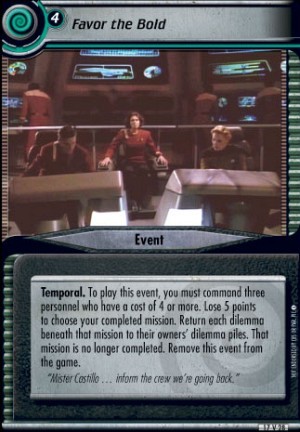 4
Favor the Bold
Event
Temporal. To play this event, you must command three
personnel who have a cost of 4 or more. Lose 5 points
to choose your completed mission. Return each dilemma
beneath that mission to their owners' dilemma piles. That
mission is no longer completed. Remove this event from
the game.
"Mister Castillo ... inform the crew we're going back."
17 V 38